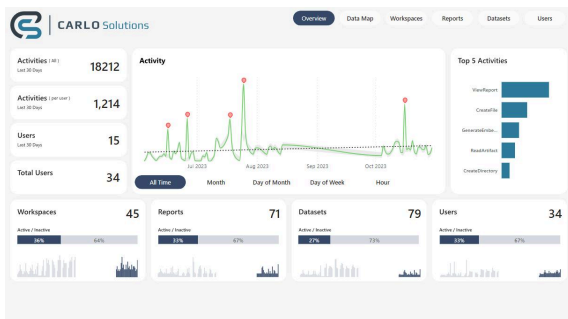 CARLO Solutions
Overview
Data Map
Workspaces
Reports
Datasets
Users
Activities ( All )
Last 30 Days
18212
Activities ( per user )
Last 30 Days
1,214
Users
Last 30 Days
15
Total Users
34
Activity
Jul 2023
Aug 2023
Sep 2023
Oct 2023
All Time
Month
Day of Month
Day of Week
Hour
Top 5 Activities
ViewReport
CreateFile
GenerateEmbe...
ReadArtifact
CreateDirectory
Workspaces
45
Active / Inactive
36%
64%
Reports
71
Active / Inactive
33%
67%
Datasets
79
Active / Inactive
27%
73%
Users
34
Active / Inactive
33%
67%